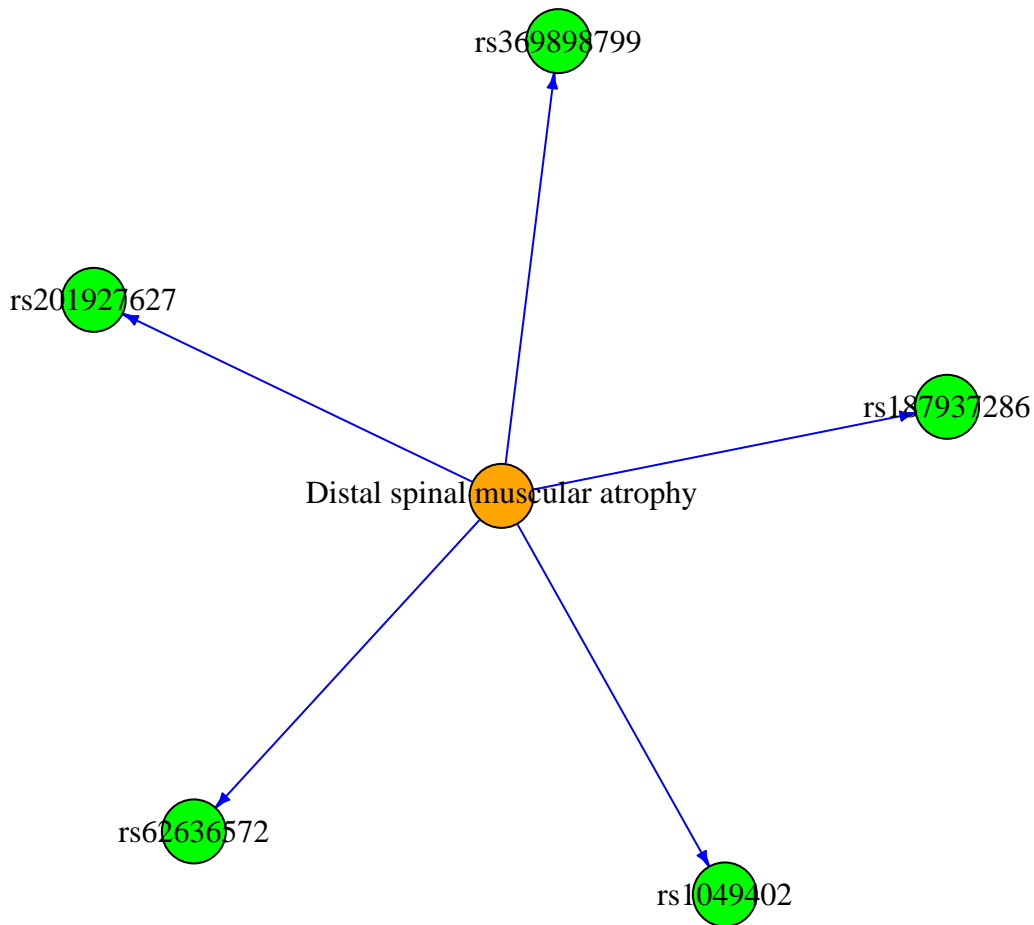 rs369898799
rs201927627
rs187937286
Distal spinal muscular atrophy
rs62636572
rs1049402